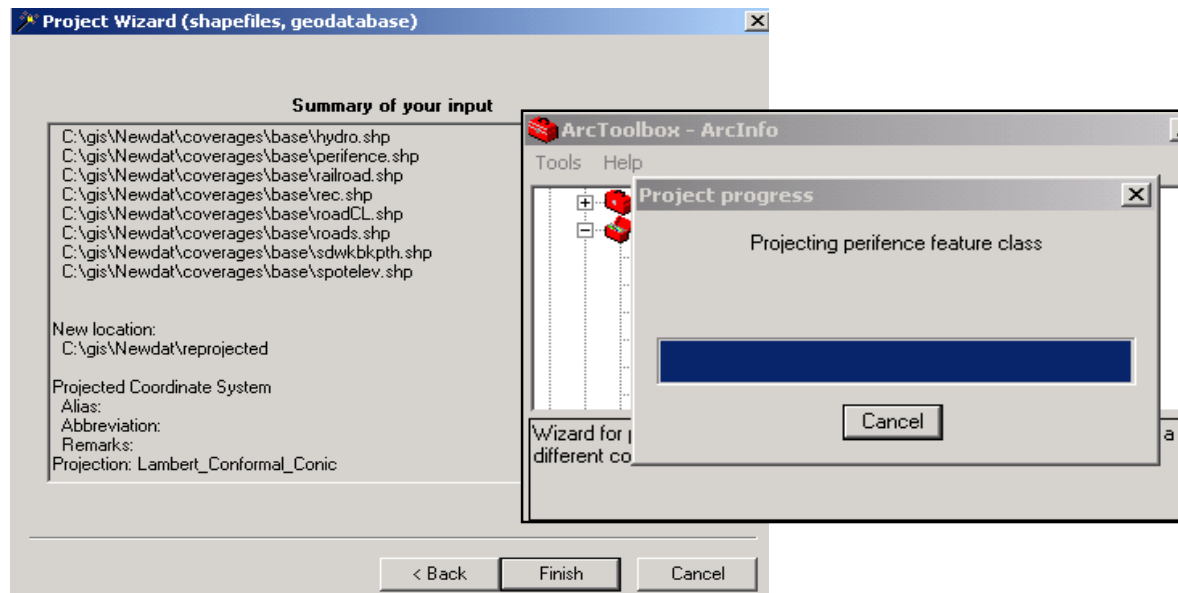 Project Wizard (shapefiles, geodatabase)
Summary of your input
C:\gis\Newdat\coverages\base\hydro.shp
C:\gis\Newdat\coverages\base\perifence.shp
C:\gis\Newdat\coverages\base\railroad.shp
C:\gis\Newdat\coverages\base\rec.shp
C:\gis\Newdat\coverages\base\roadCL.shp
C:\gis\Newdat\coverages\base\roads.shp
C:\gis\Newdat\coverages\base\sdwkbkpth.shp
C:\gis\Newdat\coverages\base\spotelev.shp
New location:
C:\gis\Newdat\reprojected
Projected Coordinate System
Alias:
Abbreviation:
Remarks:
Projection: Lambert_Conformal_Conic
< Back
Finish
Cancel
ArcToolbox - ArcInfo
Tools Help
Project progress
Projecting perifence feature class
Cancel
Wizard for
a
different